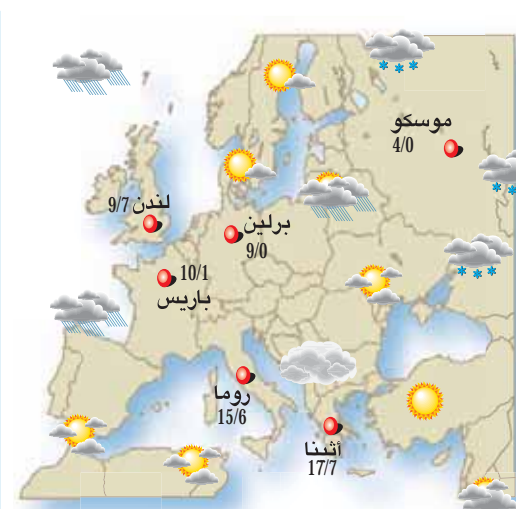 موسكو
4/0
لندن 9/7
برلين
9/0
10/1
باريس
روما
15/6
أثينا
17/7